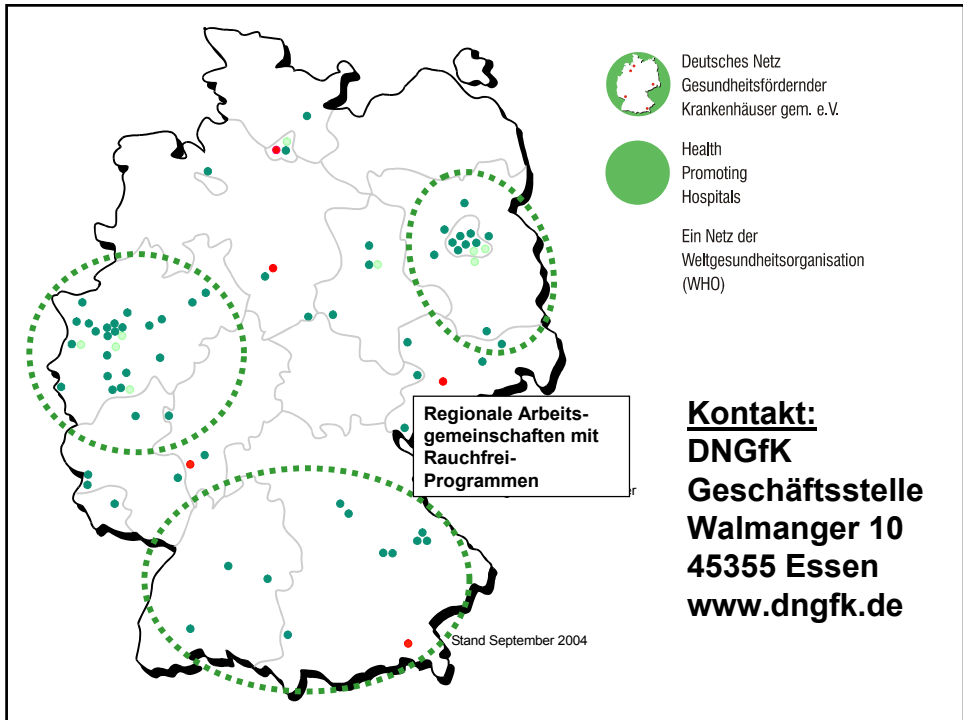 Deutsches Netz
Gesundheitsfördernder
Krankenhäuser gem. e.V.
Health
Promoting
Hospitals
Ein Netz der
Weltgesundheitsorganisation
(WHO)
Regionale Arbeits-
gemeinschaften mit
Rauchfrei-
Programmen
er
Kontakt:
DNGfK
Geschäftsstelle
Walmanger 10
45355 Essen
www.dngfk.de
Stand September 2004